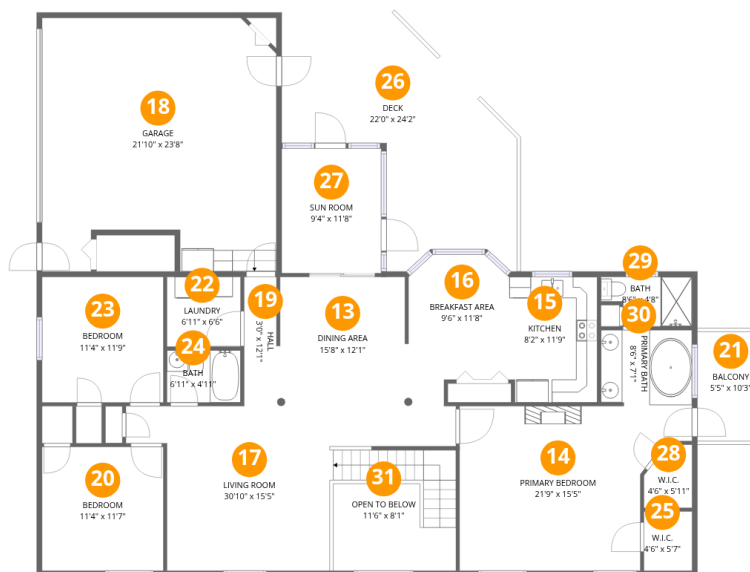 18
GARAGE
21'10" x 23'8"
26
DECK
22'0" x 24'2"
27
SUN ROOM
9'4" x 11'8"
23
BEDROOM
11'4" x 11'9"
22
LAUNDRY
6'11" x 6'6"
24
BATH
6'11" x 4'11"
19
HALL
3'0" x 12'1"
13
DINING AREA
15'8" x 12'1"
16
BREAKFAST AREA
9'6" x 11'8"
15
KITCHEN
8'2" x 11'9"
29
BATH
8'6" x 4'8"
30
PRIMARY BATH
8'6" x 7'1"
21
BALCONY
5'5" x 10'3"
20
BEDROOM
11'4" x 11'7"
17
LIVING ROOM
30'10" x 15'5"
31
OPEN TO BELOW
11'6" x 8'1"
14
PRIMARY BEDROOM
21'9" x 15'5"
28
W.I.C.
4'6" x 5'11"
25
W.I.C.
4'6" x 5'7"